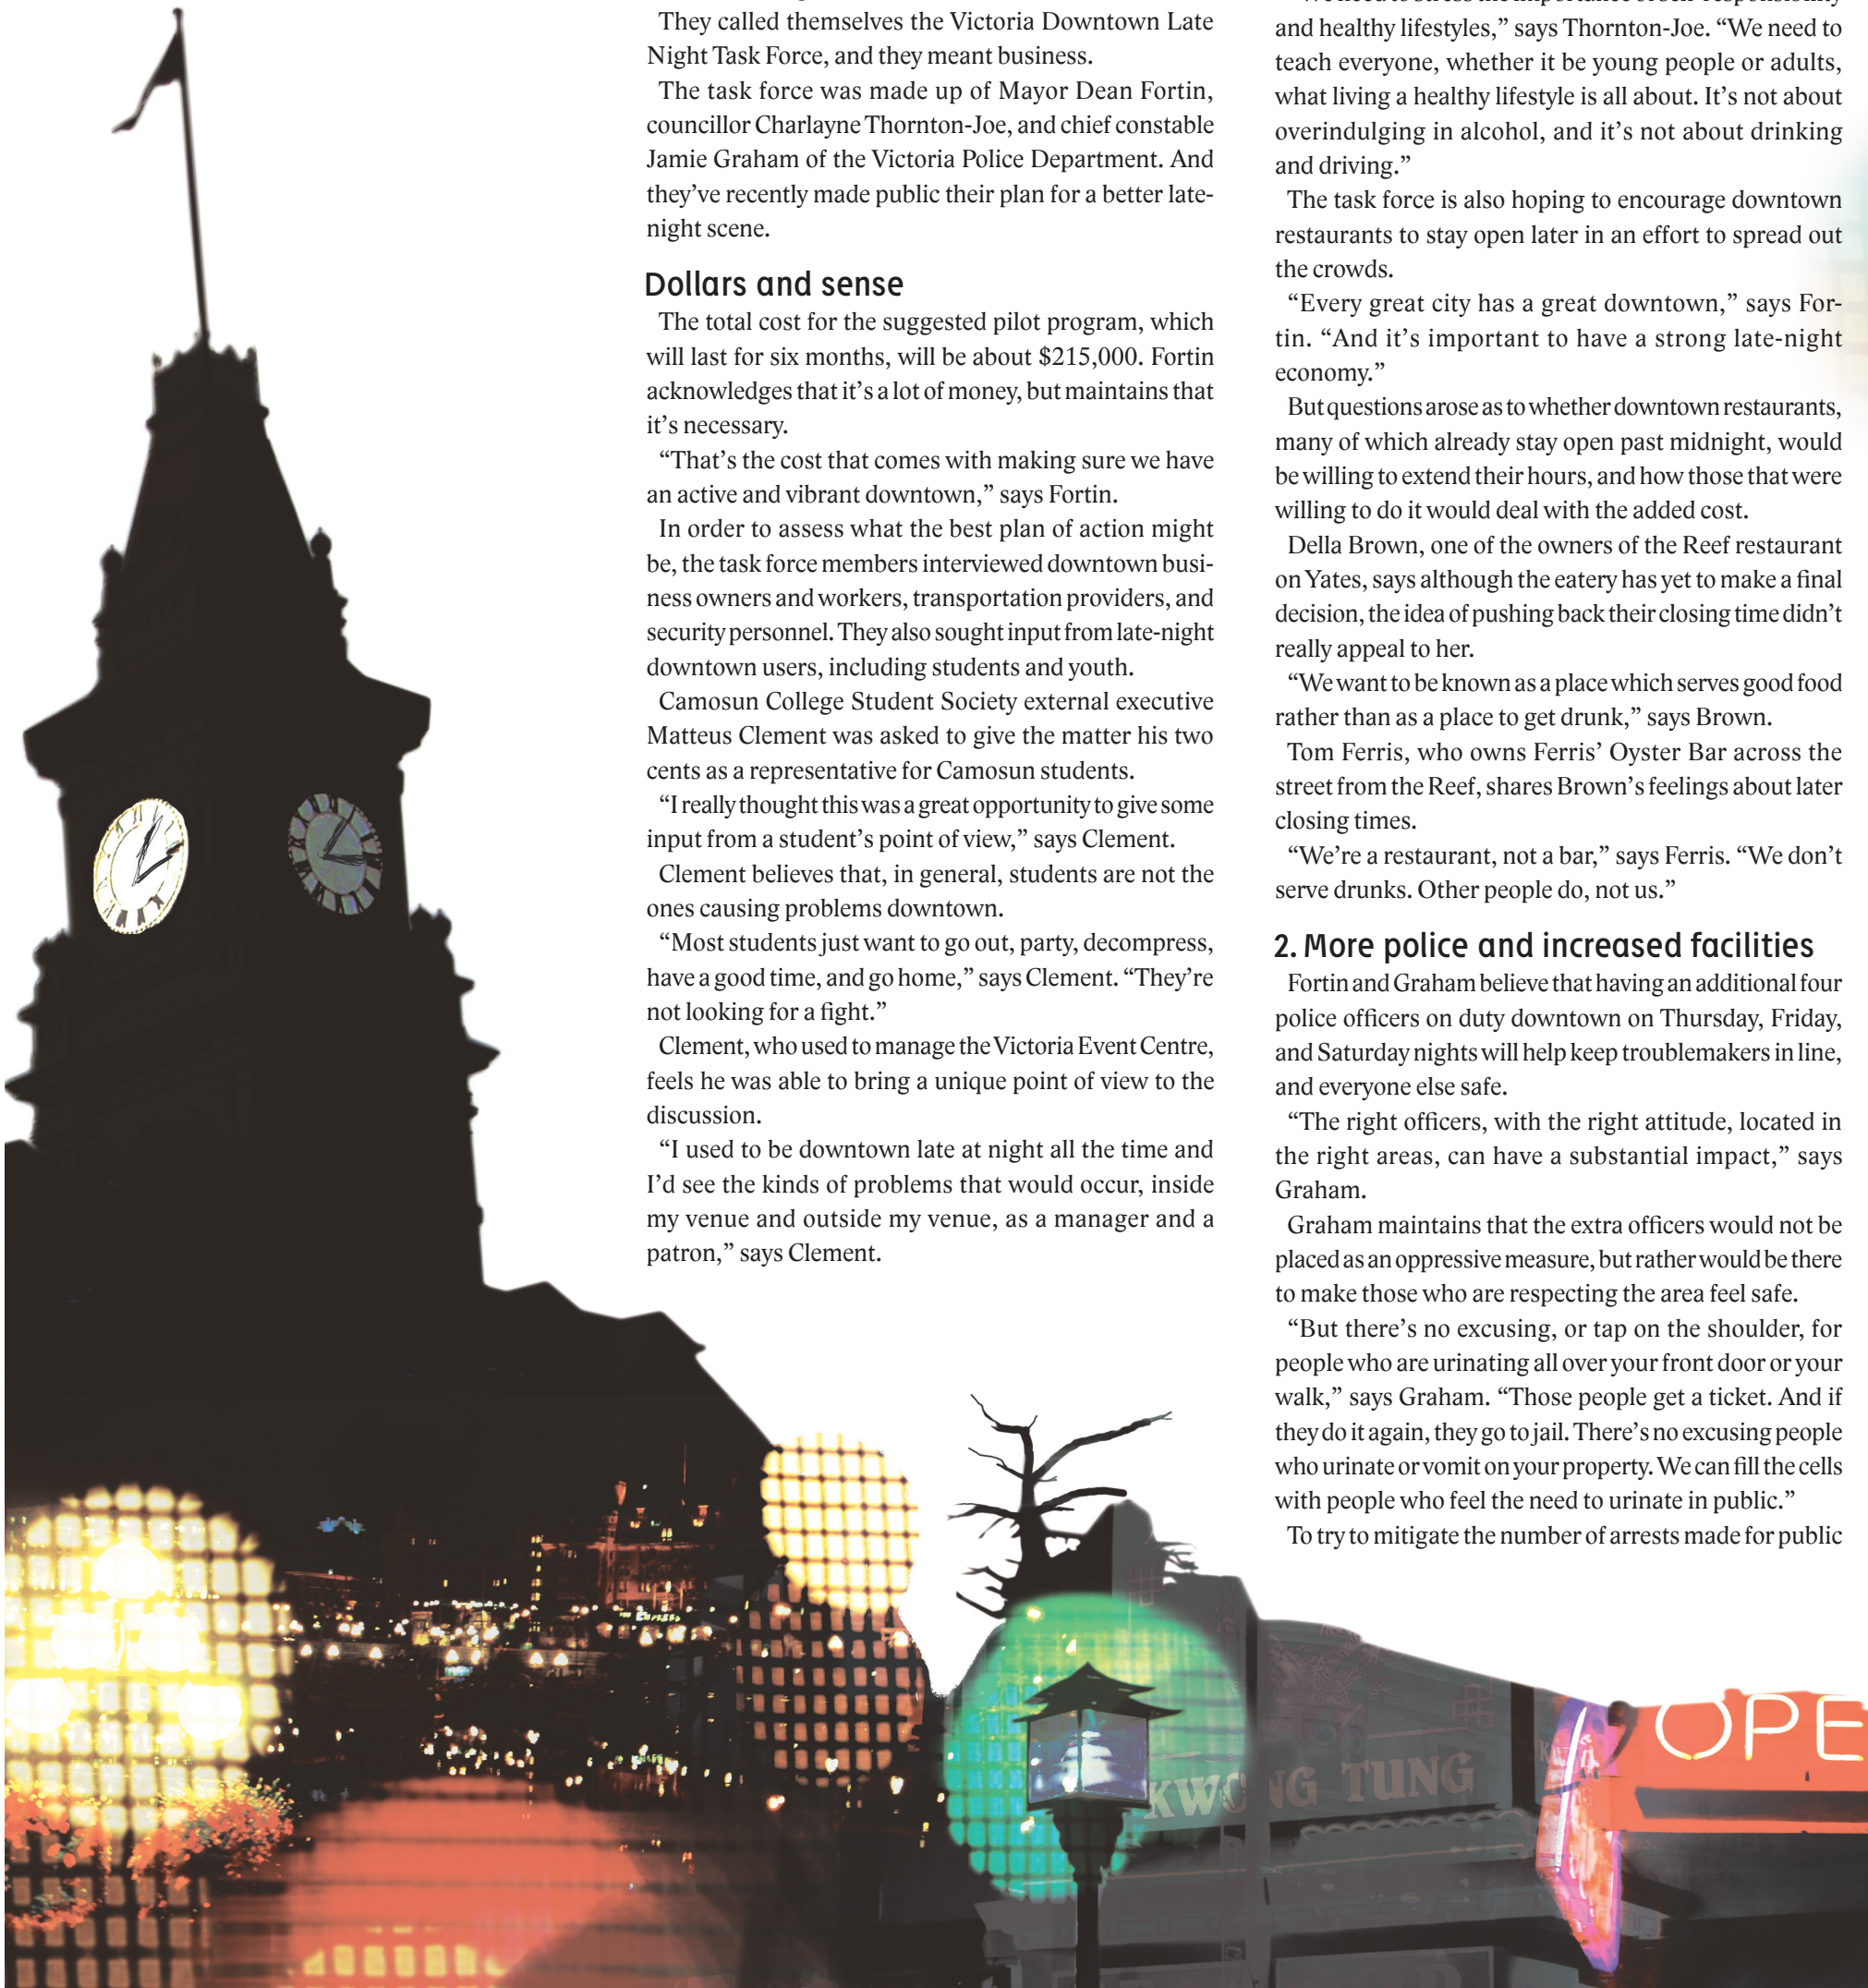 They called themselves the Victoria Downtown Late
Night Task Force, and they meant business.
The task force was made up of Mayor Dean Fortin,
councillor Charlayne Thornton-Joe, and chief constable
Jamie Graham of the Victoria Police Department. And
they've recently made public their plan for a better late-
night scene.
Dollars and sense
The total cost for the suggested pilot program, which
will last for six months, will be about $215,000. Fortin
acknowledges that it's a lot of money, but maintains that
it's necessary.
“That's the cost that comes with making sure we have
an active and vibrant downtown,” says Fortin.
In order to assess what the best plan of action might
be, the task force members interviewed downtown busi-
ness owners and workers, transportation providers, and
security personnel. They also sought input from late-night
downtown users, including students and youth.
Camosun College Student Society external executive
Matteus Clement was asked to give the matter his two
cents as a representative for Camosun students.
“I really thought this was a great opportunity to give some
input from a student's point of view,” says Clement.
Clement believes that, in general, students are not the
ones causing problems downtown.
“Most students just want to go out, party, decompress,
have a good time, and go home,” says Clement. “They're
not looking for a fight.”
Clement, who used to manage the Victoria Event Centre,
feels he was able to bring a unique point of view to the
discussion.
“I used to be downtown late at night all the time and
I'd see the kinds of problems that would occur, inside
my venue and outside my venue, as a manager and a
patron,” says Clement.
and healthy lifestyles,” says Thornton-Joe. “We need to
teach everyone, whether it be young people or adults,
what living a healthy lifestyle is all about. It's not about
overindulging in alcohol, and it's not about drinking
and driving.”
The task force is also hoping to encourage downtown
restaurants to stay open later in an effort to spread out
the crowds.
“Every great city has a great downtown,” says For-
tin. “And it's important to have a strong late-night
economy.”
But questions arose as to whether downtown restaurants,
many of which already stay open past midnight, would
be willing to extend their hours, and how those that were
willing to do it would deal with the added cost.
Della Brown, one of the owners of the Reef restaurant
on Yates, says although the eatery has yet to make a final
decision, the idea of pushing back their closing time didn't
really appeal to her.
“We want to be known as a place which serves good food
rather than as a place to get drunk,” says Brown.
Tom Ferris, who owns Ferris' Oyster Bar across the
street from the Reef, shares Brown's feelings about later
closing times.
“We're a restaurant, not a bar,” says Ferris. “We don't
serve drunks. Other people do, not us.”
2. More police and increased facilities
Fortin and Graham believe that having an additional four
police officers on duty downtown on Thursday, Friday,
and Saturday nights will help keep troublemakers in line,
and everyone else safe.
“The right officers, with the right attitude, located in
the right areas, can have a substantial impact,” says
Graham.
Graham maintains that the extra officers would not be
placed as an oppressive measure, but rather would be there
to make those who are respecting the area feel safe.
“But there's no excusing, or tap on the shoulder, for
people who are urinating all over your front door or your
walk,” says Graham. “Those people get a ticket. And if
they do it again, they go to jail. There's no excusing people
who urinate or vomit on your property. We can fill the cells
with people who feel the need to urinate in public.”
To try to mitigate the number of arrests made for public
KWONG TUNG
OPE